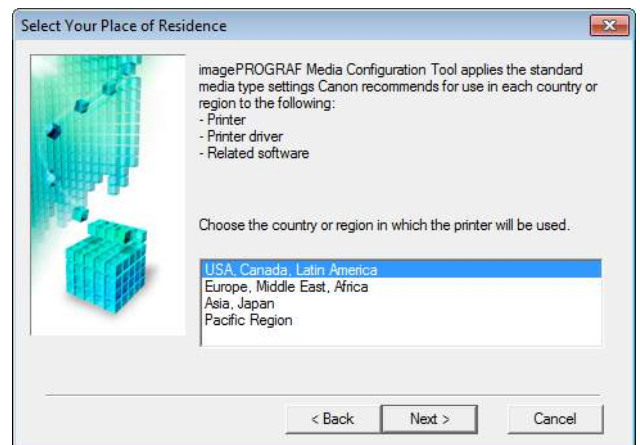 Select Your Place of Residence
imagePROGRAF Media Configuration Tool applies the standard
media type settings Canon recommends for use in each country or
region to the following:
- Printer
- Printer driver
- Related software
Choose the country or region in which the printer will be used.
USA, Canada, Latin America
Europe, Middle East, Africa
Asia, Japan
Pacific Region
< Back
Next >
Cancel